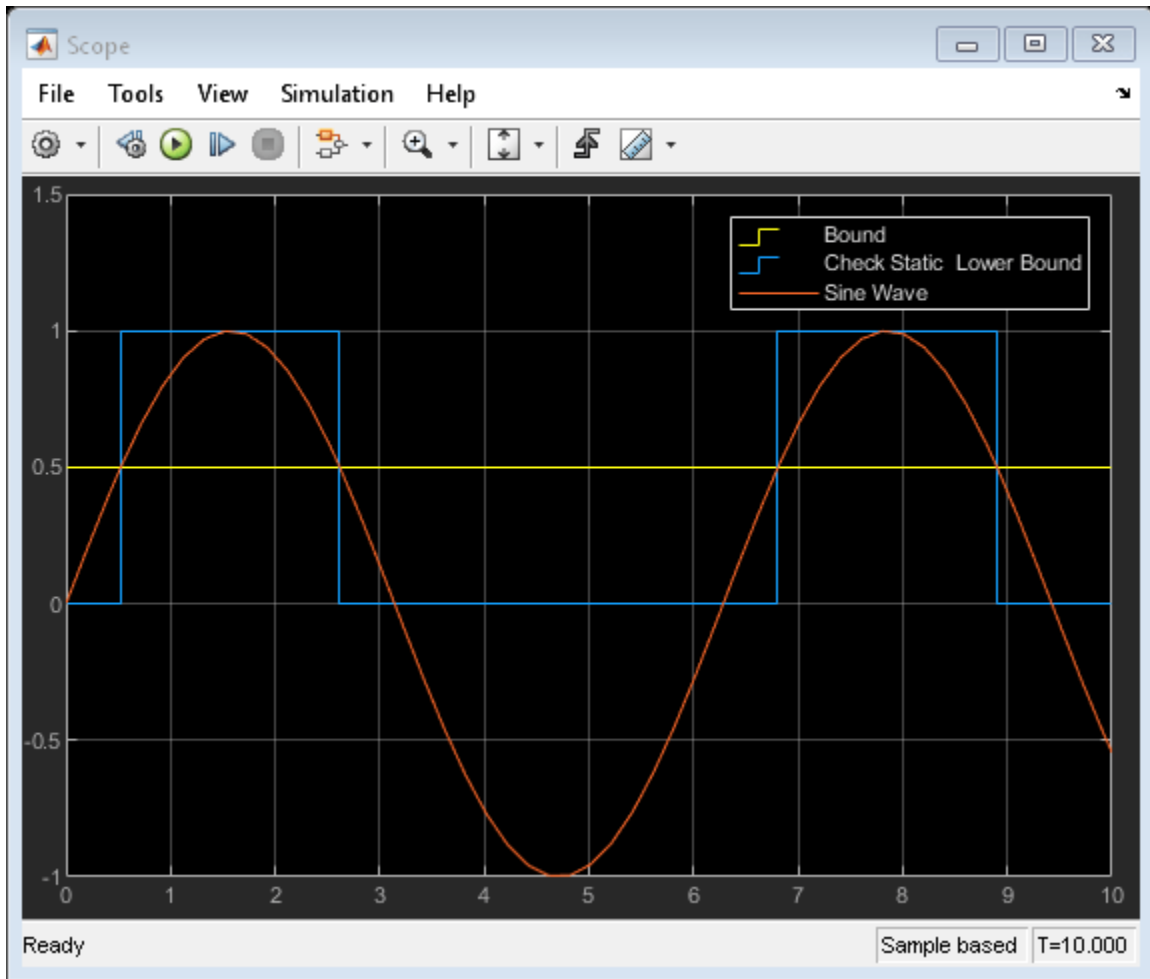 Scope
File Tools View Simulation Help
1.5
1
0.5
0
-0.5
-1
Bound
Check Static  Lower Bound
Sine Wave
0 1 2 3 4 5 6 7 8 9 10
Ready Sample based T=10.000